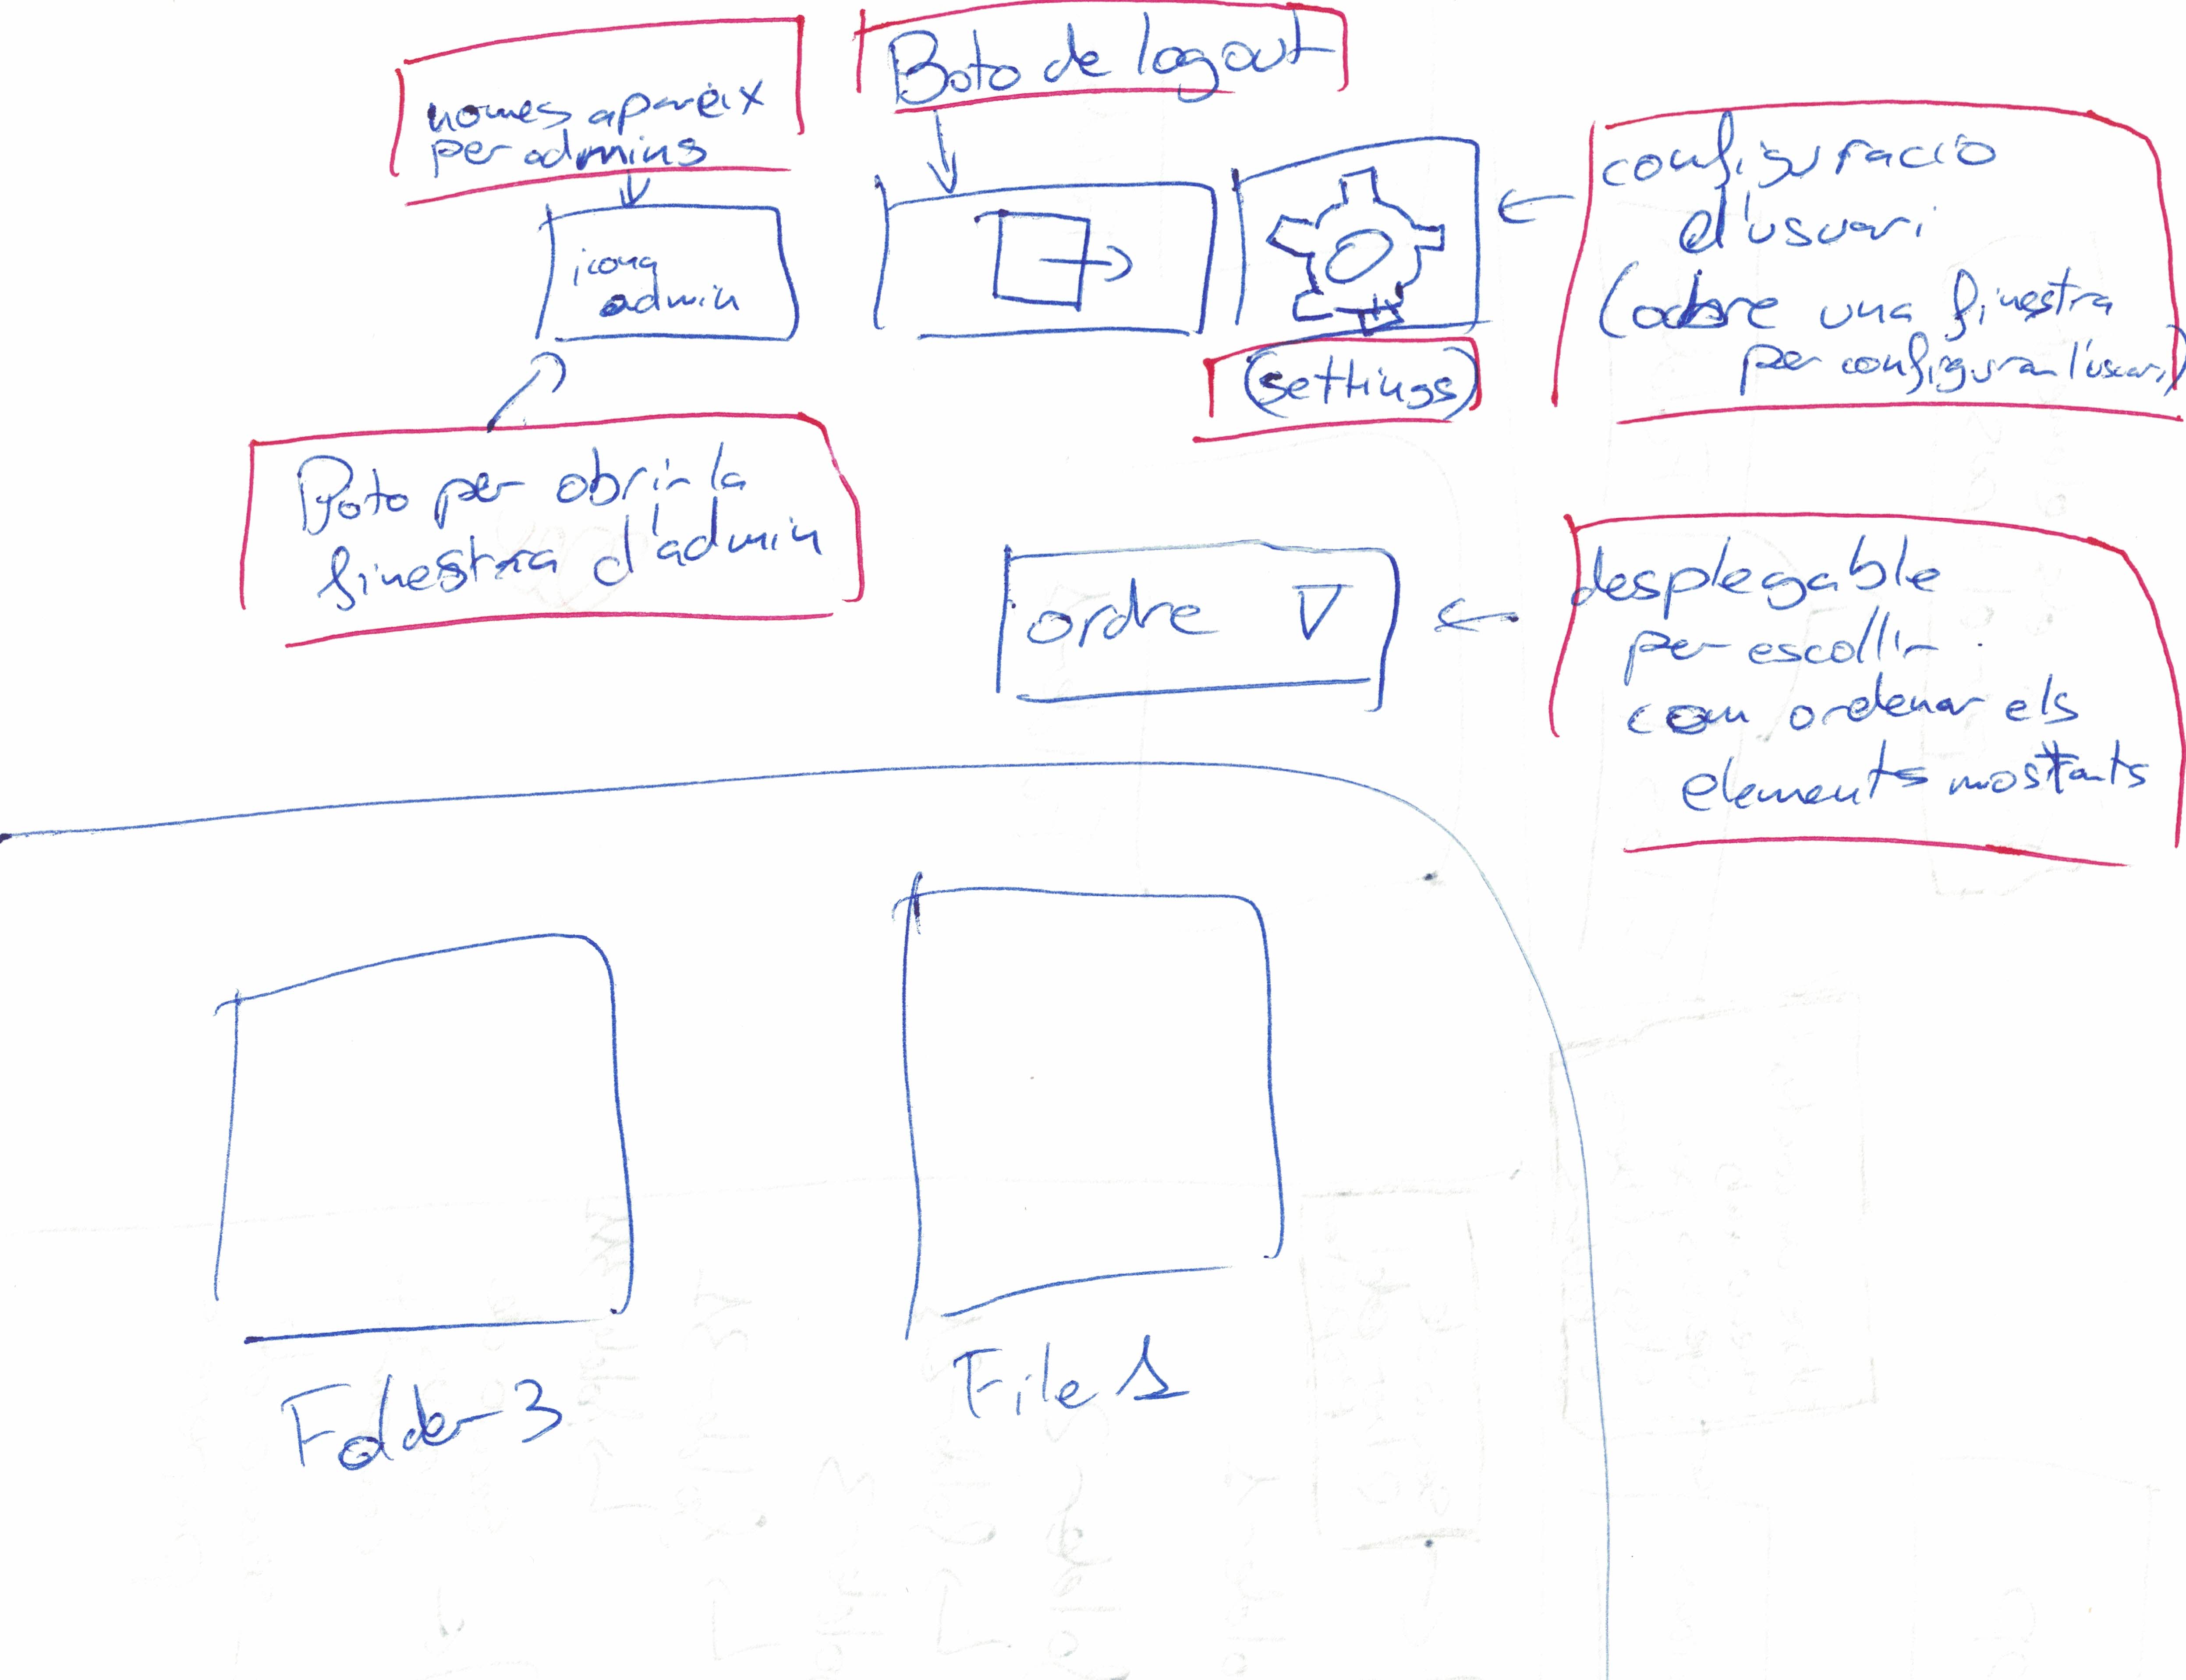 nomes apareix
per admins
Boto de logout
configuracio
d'usuari
(obre una finestra
per configurar l'usuari)
icona
admin
(settings)
Boto per obrir la
finestra d'admin
ordre
desplegable
per escollir
com ordenar els
elements mostrats
Folder 3
File 1